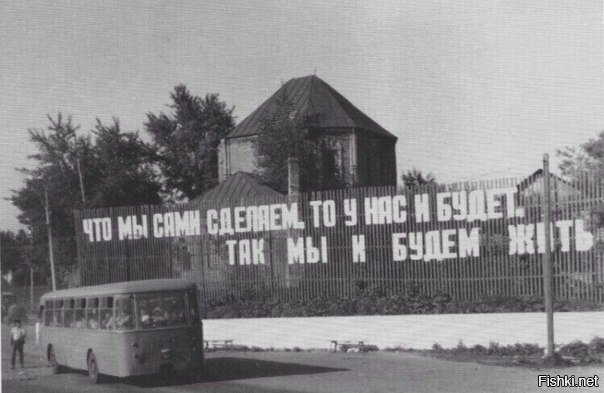 ЧТО МЫ САМИ СДЕЛАЕМ, ТО У НАС И БУДЕТ.
ТАК МЫ И БУДЕМ ЖИТЬ
Fishki.net